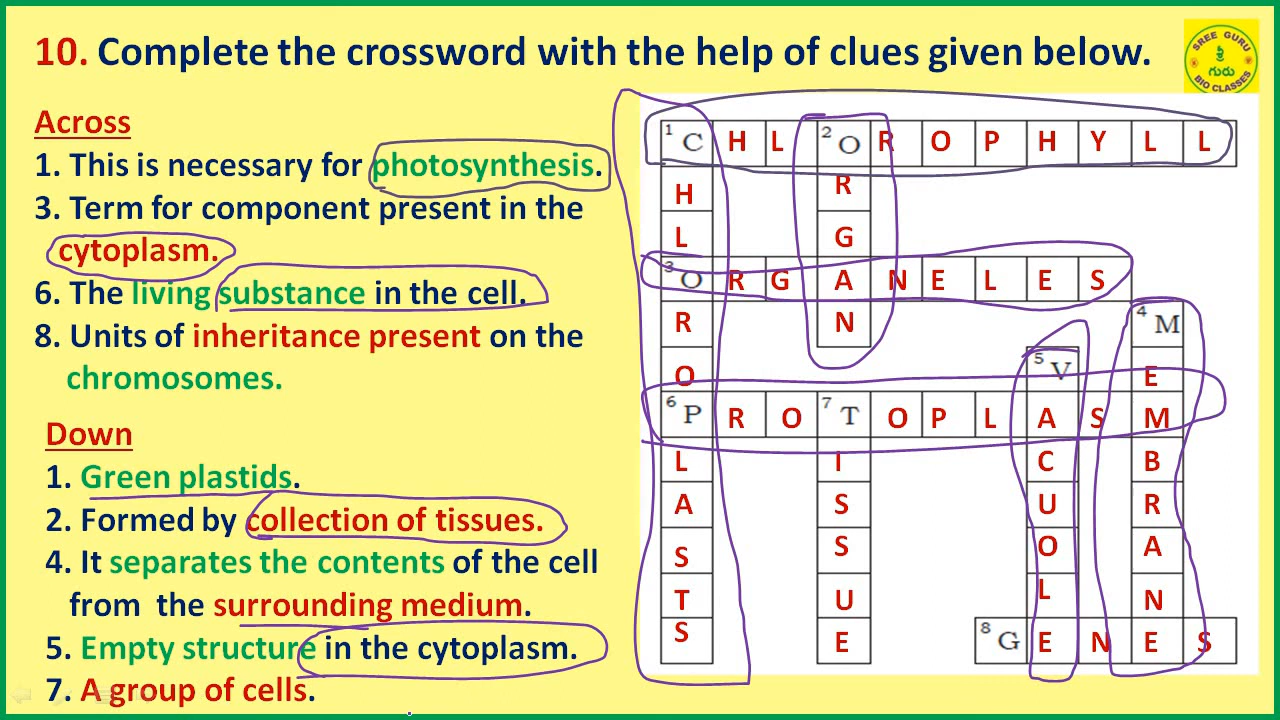 10. Complete the crossword with the help of clues given below.
SREE GURU
ಶ್ರೀ
ಗುರು
BIO CLASSES
Across
1. This is necessary for photosynthesis.
3. Term for component present in the
cytoplasm.
6. The living substance in the cell.
8. Units of inheritance present on the
chromosomes.
Down
1. Green plastids.
2. Formed by collection of tissues.
4. It separates the contents of the cell
from the surrounding medium.
5. Empty structure in the cytoplasm.
7. A group of cells.
1 C H L 2 O R O P H Y L L
H R
L G
3 O R G A N E L E S
R N 4 M
O 5 V E
6 P R O 7 T O P L A S M
L I C B
A S U R
S S O A
T U L N
S E 8 G E N E S